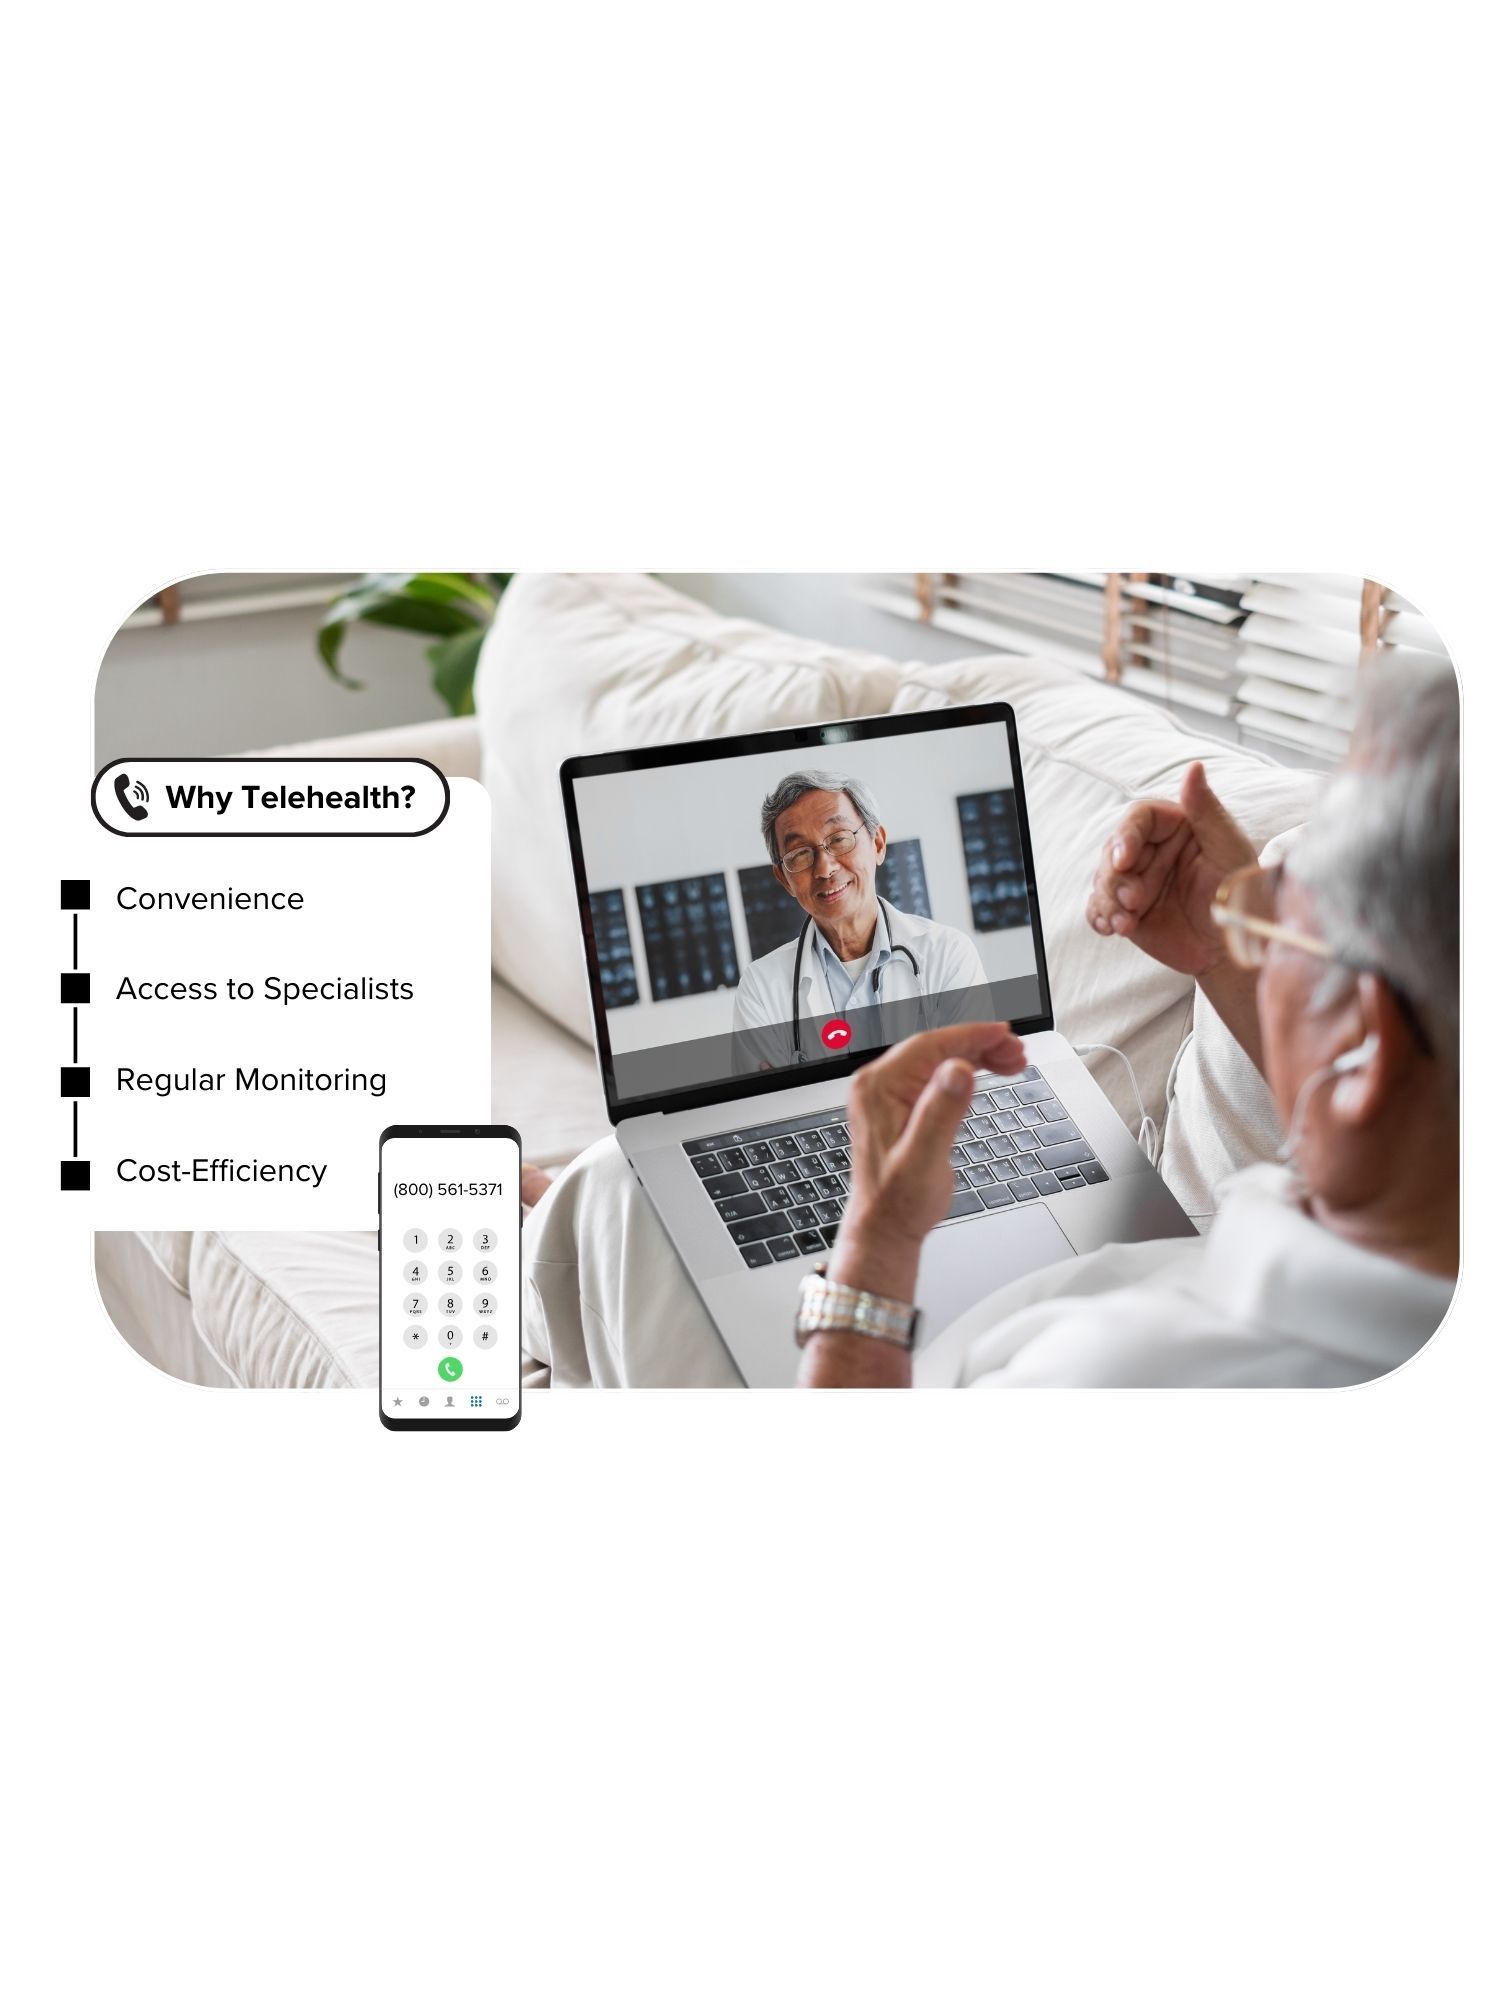 Why Telehealth?
Convenience
Access to Specialists
Regular Monitoring
Cost-Efficiency
(800) 561-5371
1 2 ABC 3 DEF
4 GHI 5 JKL 6 MNO
7 PQRS 8 TUV 9 WXYZ
* 0 #